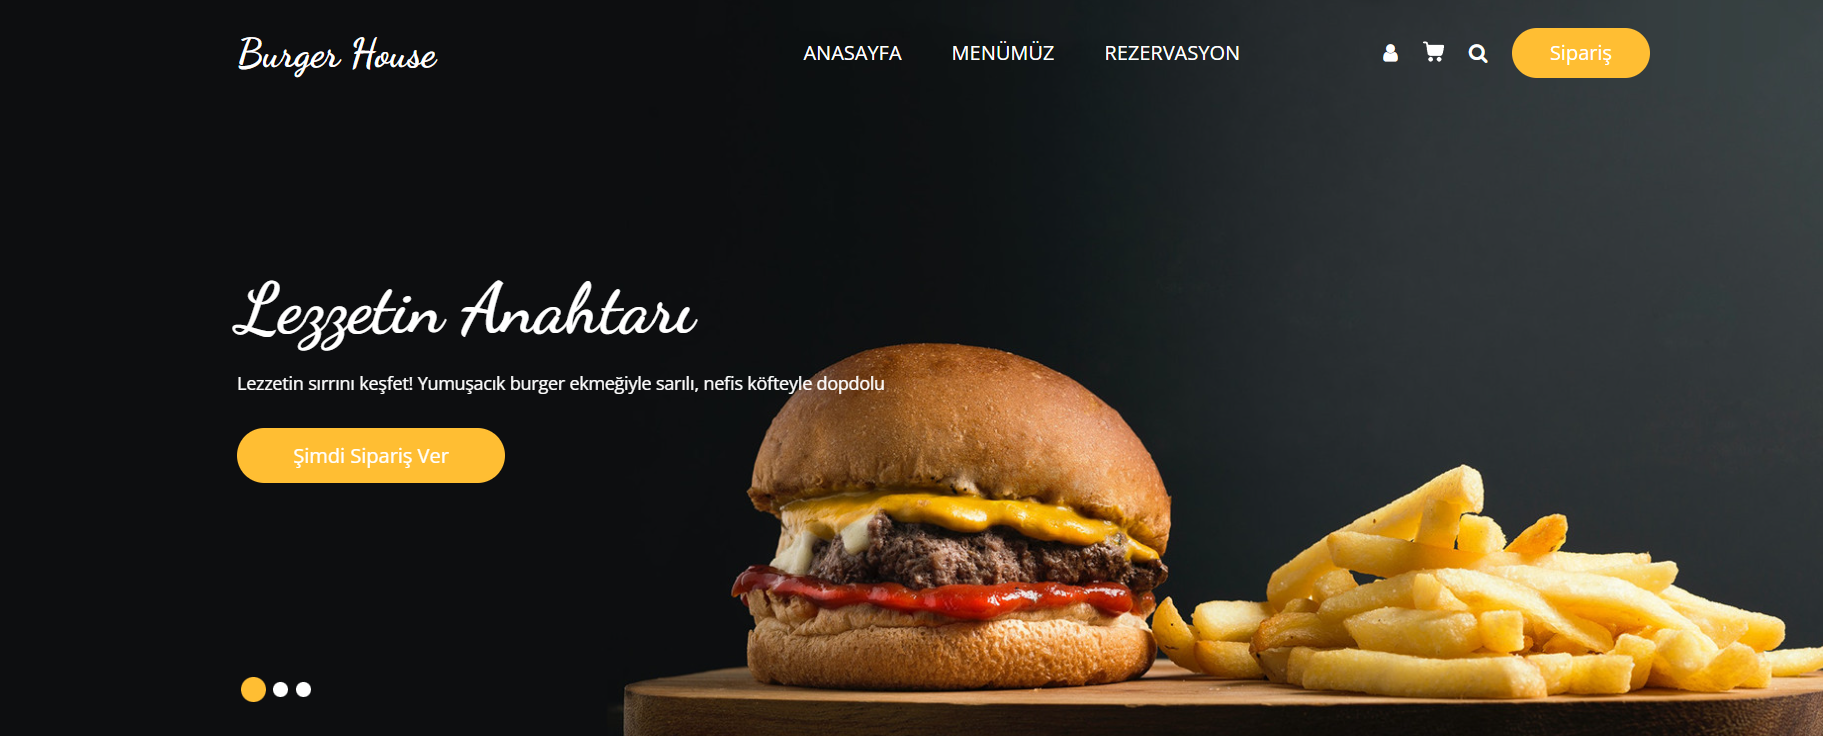 Burger House
ANASAYFA MENÜMÜZ REZERVASYON Sipariş
Lezzetin Anahtarı
Lezzetin sırrını keşfet! Yumuşacık burger ekmeğiyle sarılı, nefis köfteyle dopdolu
Şimdi Sipariş Ver